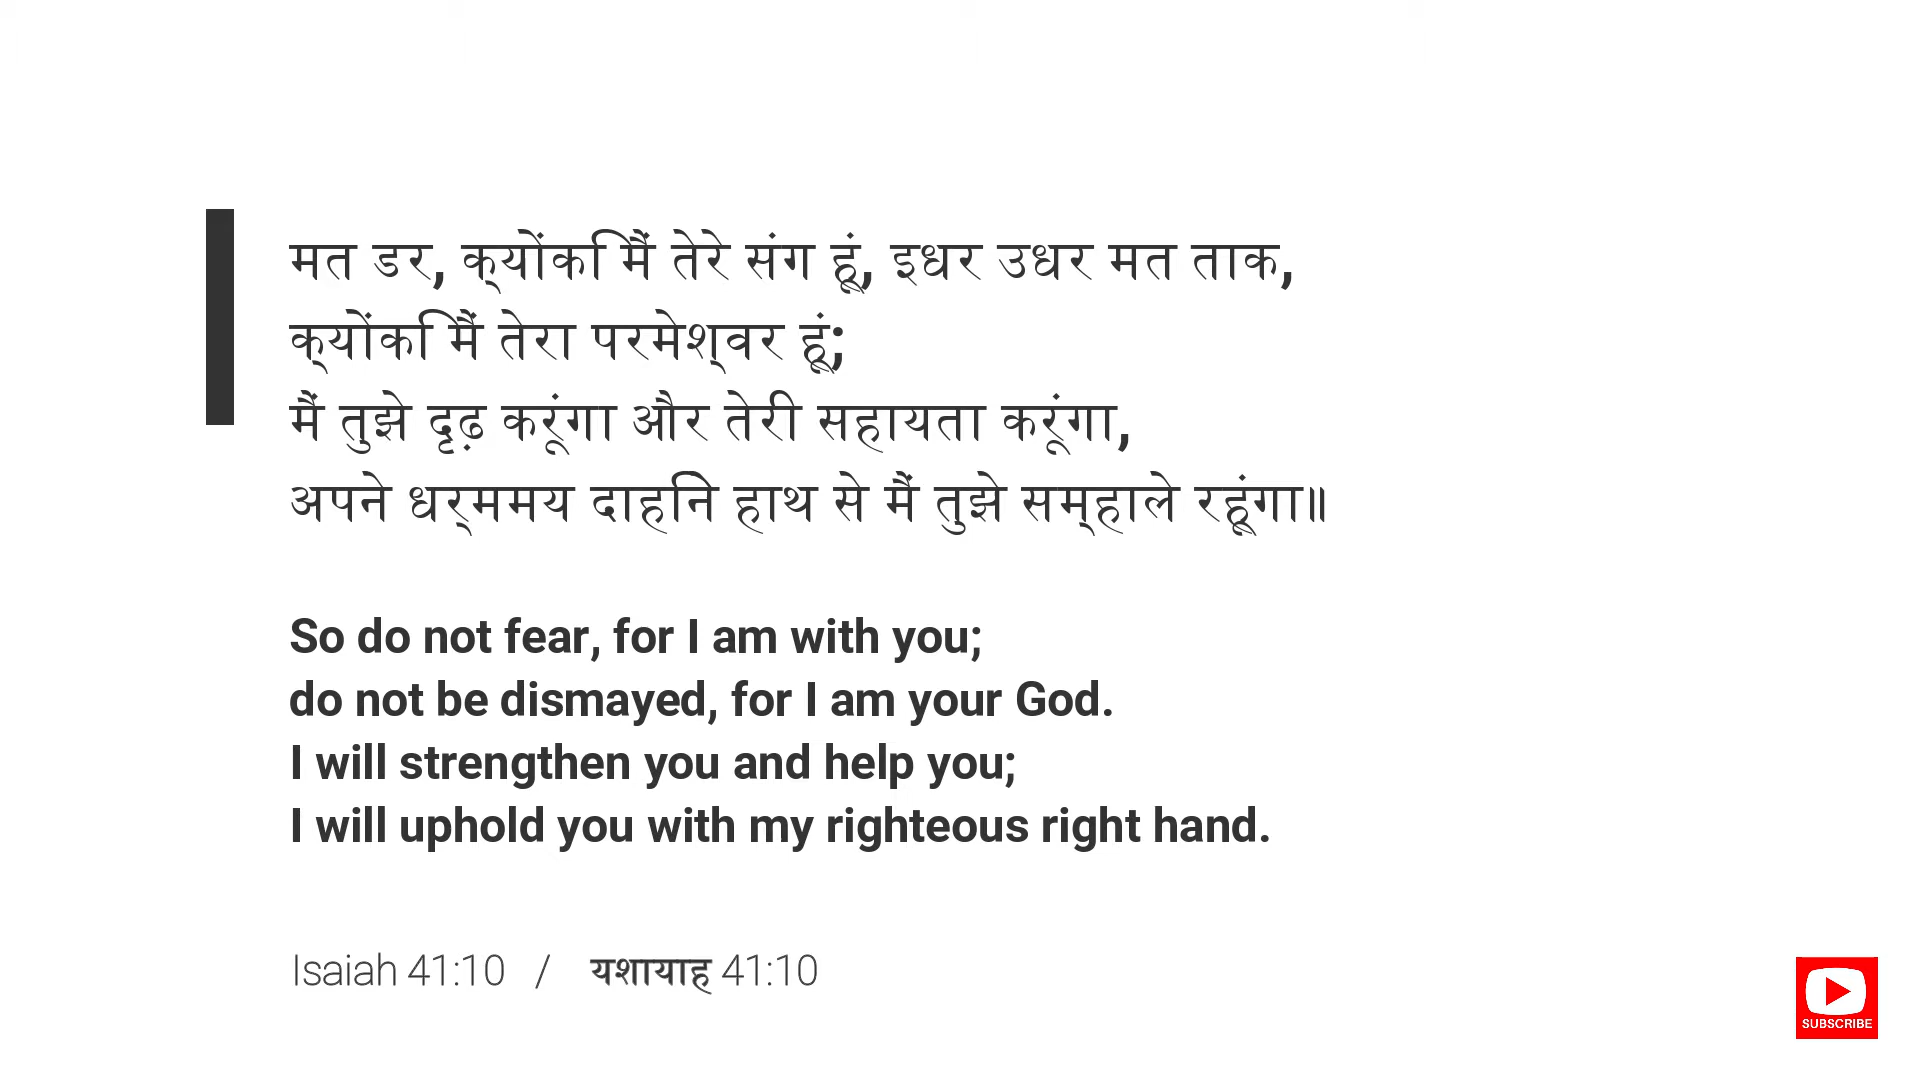 मत डर, क्योंकि मैं तेरे संग हूं, इधर उधर मत ताक,
क्योंकि मैं तेरा परमेश्वर हूं;
मैं तुझे दृढ़ करूंगा और तेरी सहायता करूंगा,
अपने धर्ममय दाहिने हाथ से मैं तुझे सम्हाले रहूंगा॥
So do not fear, for I am with you;
do not be dismayed, for I am your God.
I will strengthen you and help you;
I will uphold you with my righteous right hand.
Isaiah 41:10 / यशायाह 41:10
SUBSCRIBE